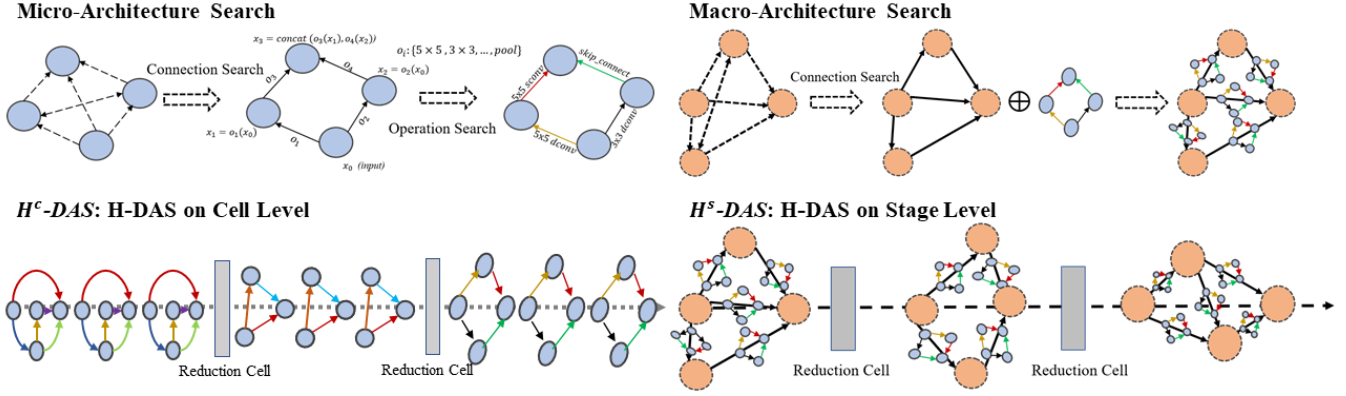 Micro-Architecture Search
x₃ = concat (o₃(x₁), o₄(x₂))
o₃
o₄
x₂ = o₂(x₀)
Connection Search
x₁ = o₁(x₀)
o₁
o₂
x₀ (input)
oᵢ: {5 × 5, 3 × 3, ..., pool}
Operation Search
5x5 sconv
skip_connect
5x5 dconv
3x3 dconv
Macro-Architecture Search
Connection Search
Hᶜ-DAS: H-DAS on Cell Level
Reduction Cell
Reduction Cell
Hˢ-DAS: H-DAS on Stage Level
Reduction Cell
Reduction Cell